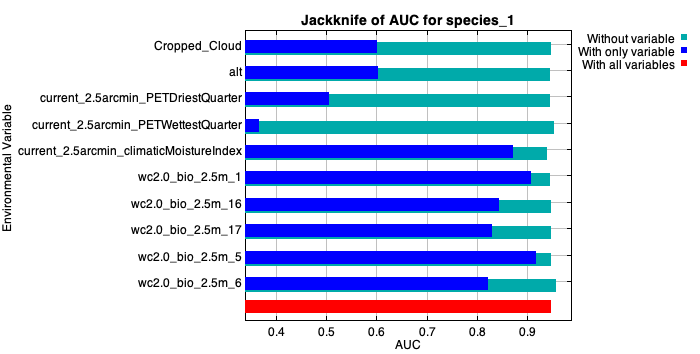 Jackknife of AUC for species_1
Without variable
With only variable
With all variables
Environmental Variable
Cropped_Cloud
alt
current_2.5arcmin_PETDriestQuarter
current_2.5arcmin_PETWettestQuarter
current_2.5arcmin_climaticMoistureIndex
wc2.0_bio_2.5m_1
wc2.0_bio_2.5m_16
wc2.0_bio_2.5m_17
wc2.0_bio_2.5m_5
wc2.0_bio_2.5m_6
0.4 0.5 0.6 0.7 0.8 0.9
AUC